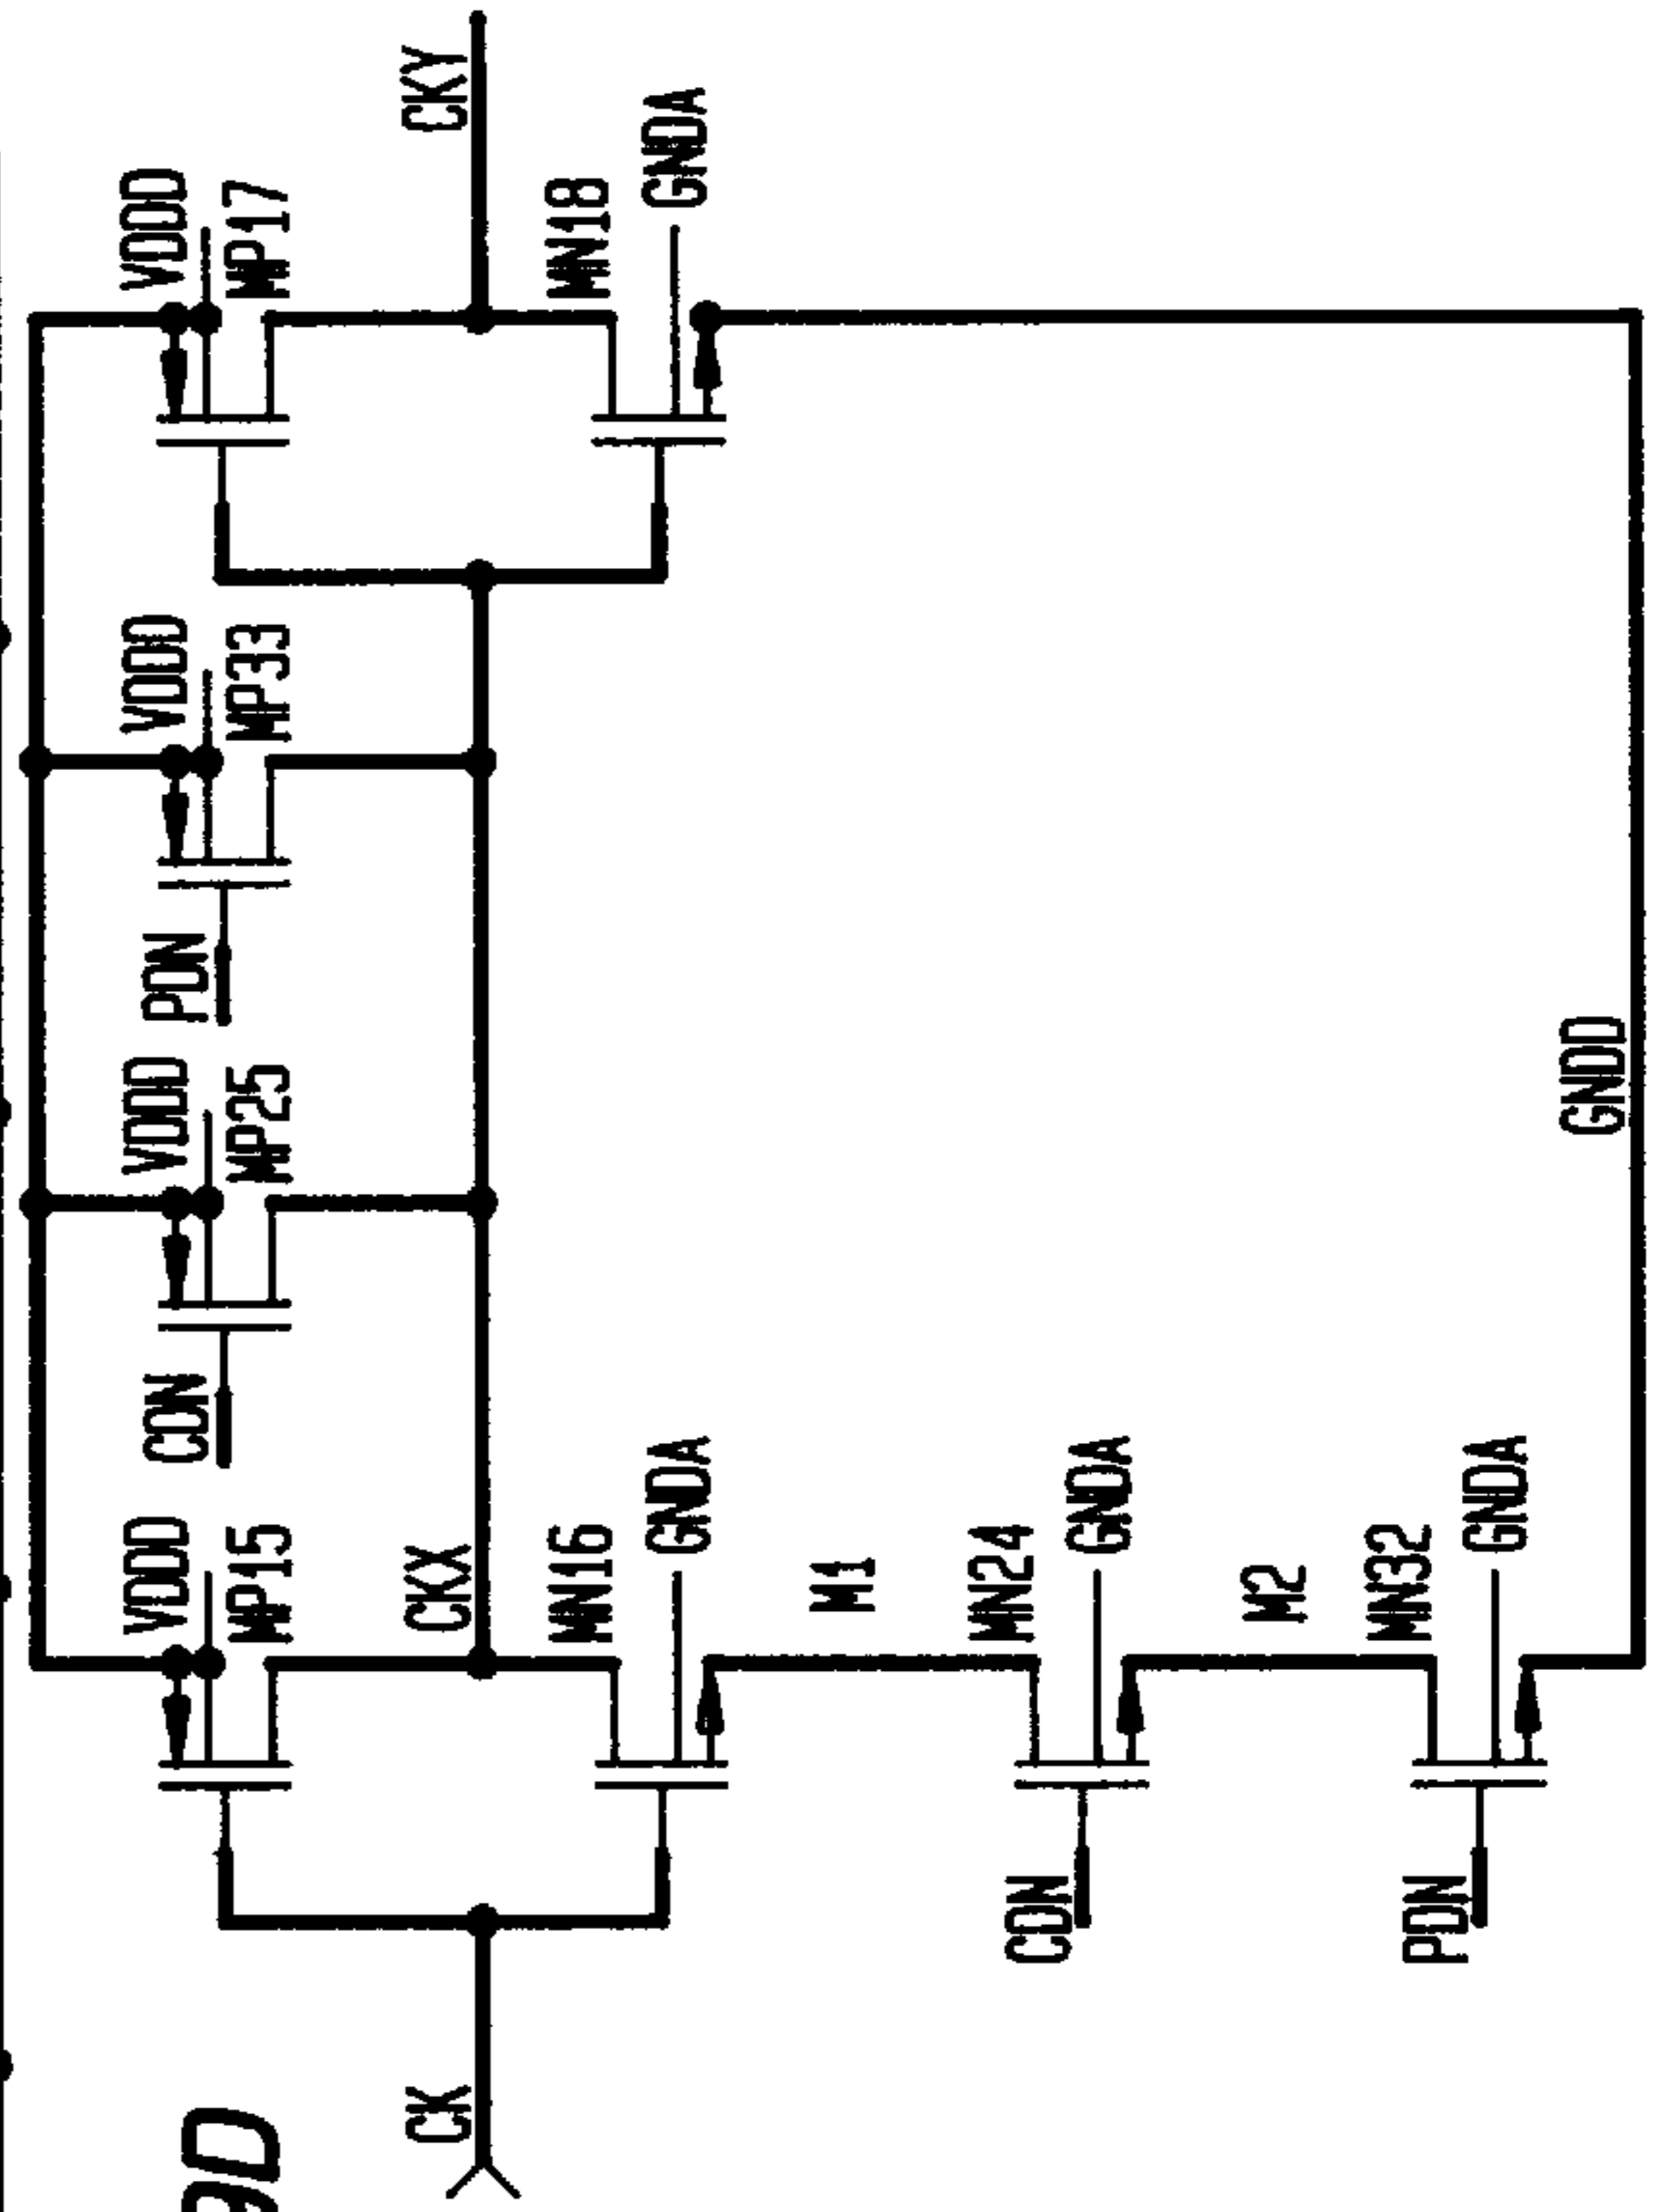 VDDD
VDDD
VDDD
VDDD
CDN
PDN
MP15
MP25
MP33
MP17
CK
CKX
CKY
MN16
MN18
GNDA
GNDA
M1
MN24
CDN
GNDA
M2
MN32
PDN
GNDA
GNDD